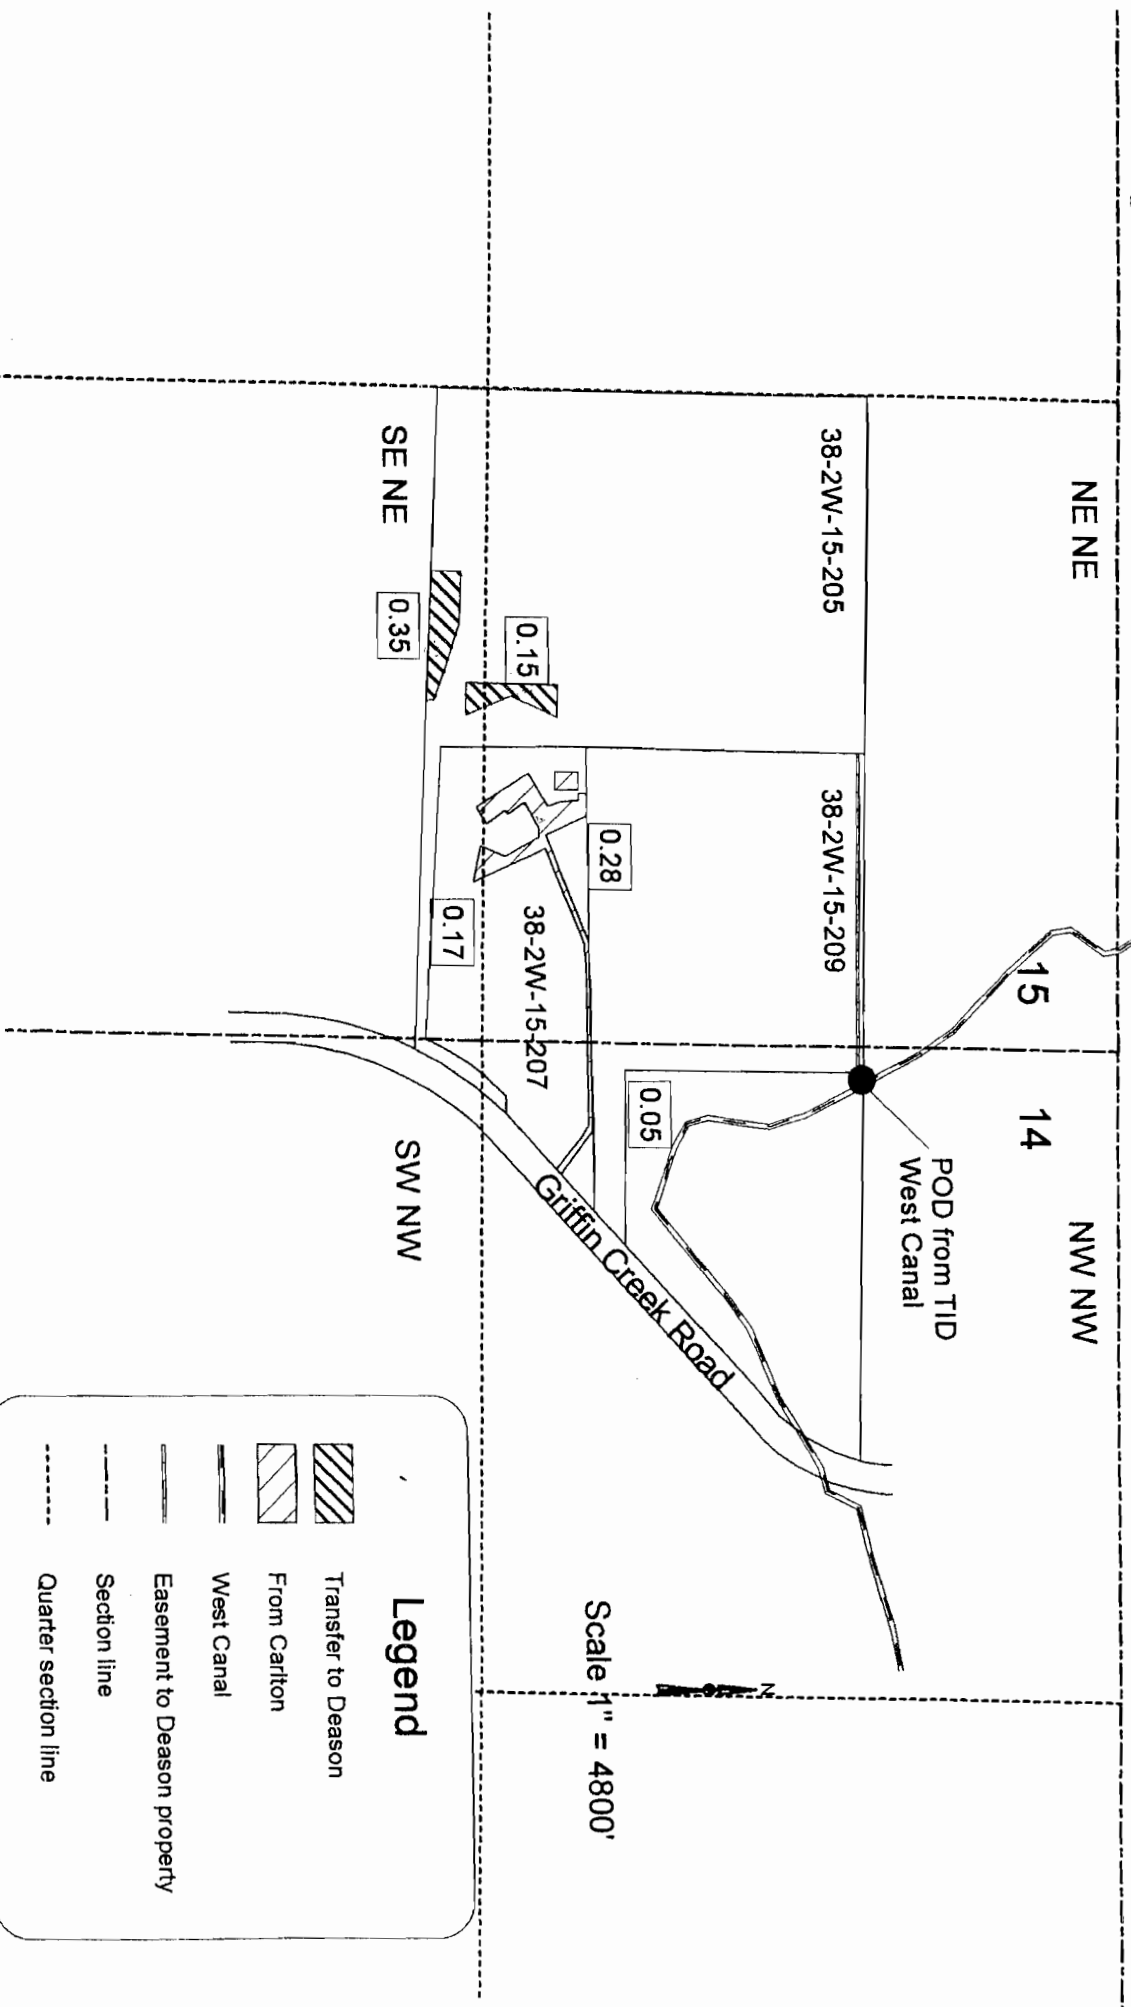 NE NE
15
14
NW NW
38-2W-15-205
38-2W-15-209
POD from TID
West Canal
0.15
0.28
0.05
38-2W-15-207
Griffin Creek Road
Scale 1" = 4800'
N
SE NE
0.35
0.17
SW NW
Legend
Transfer to Deason
From Carlton
West Canal
Easement to Deason property
Section line
Quarter section line